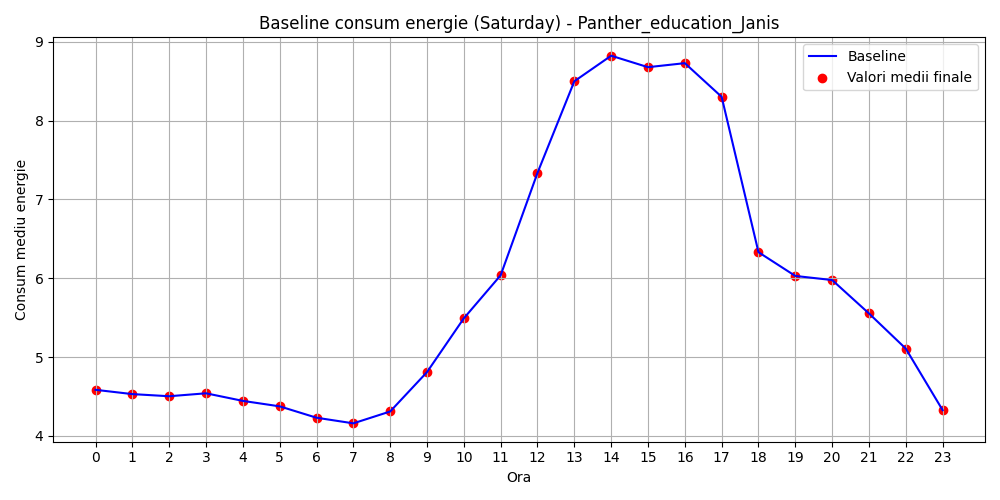 Baseline consum energie (Saturday) - Panther_education_Janis
Baseline
Valori medii finale
Consum mediu energie
9
8
7
6
5
4
0 1 2 3 4 5 6 7 8 9 10 11 12 13 14 15 16 17 18 19 20 21 22 23
Ora